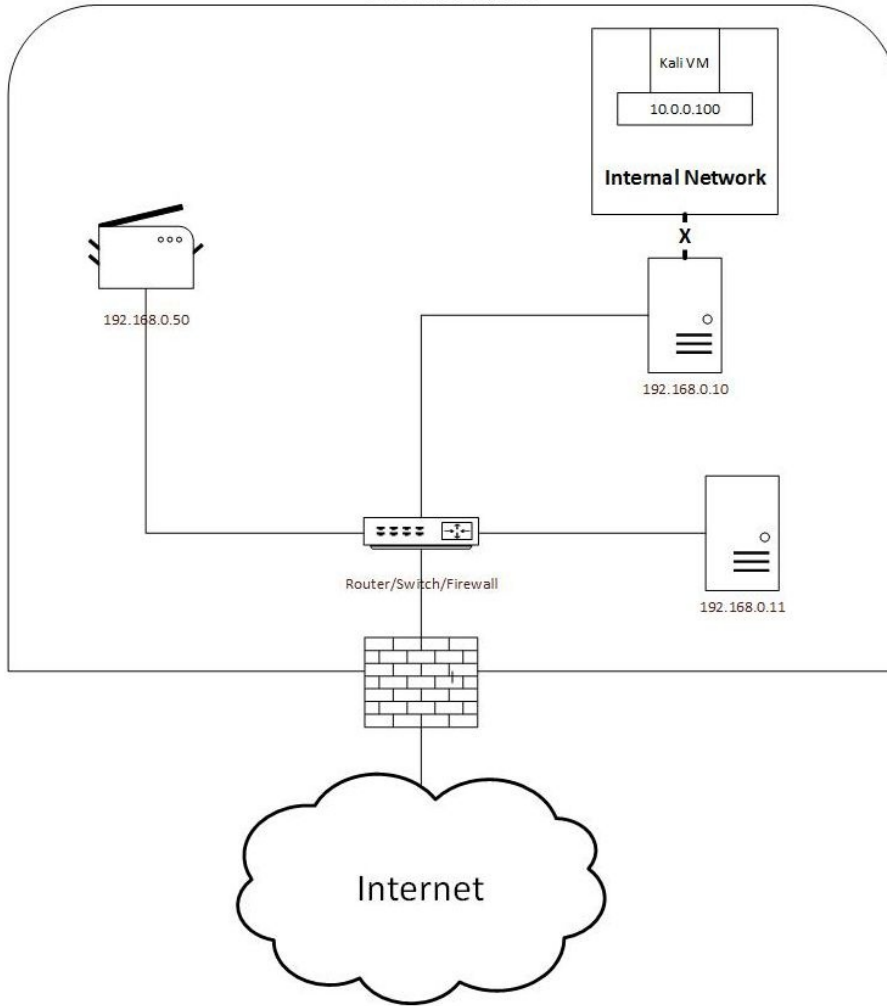 Kali VM
10.0.0.100
Internal Network
X
192.168.0.50
192.168.0.10
Router/Switch/Firewall
192.168.0.11
Internet